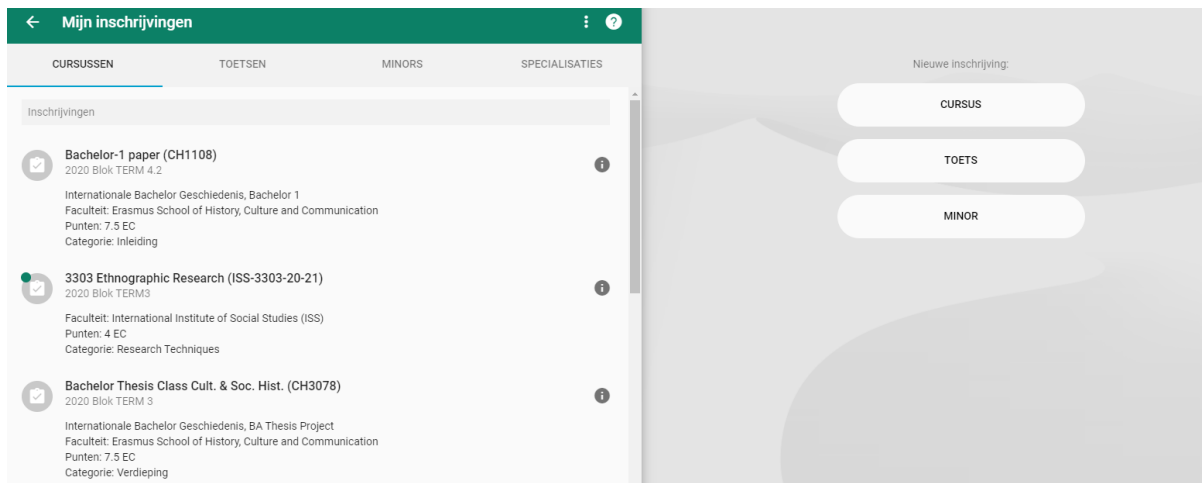 Mijn inschrijvingen
CURSUSSEN TOETSEN MINORS SPECIALISATIES
Inschrijvingen
Bachelor-1 paper (CH1108)
2020 Blok TERM 4.2
Internationale Bachelor Geschiedenis, Bachelor 1
Faculteit: Erasmus School of History, Culture and Communication
Punten: 7.5 EC
Categorie: Inleiding
3303 Ethnographic Research (ISS-3303-20-21)
2020 Blok TERM3
Faculteit: International Institute of Social Studies (ISS)
Punten: 4 EC
Categorie: Research Techniques
Bachelor Thesis Class Cult. & Soc. Hist. (CH3078)
2020 Blok TERM 3
Internationale Bachelor Geschiedenis, BA Thesis Project
Faculteit: Erasmus School of History, Culture and Communication
Punten: 7.5 EC
Categorie: Verdieping
Nieuwe inschrijving:
CURSUS
TOETS
MINOR